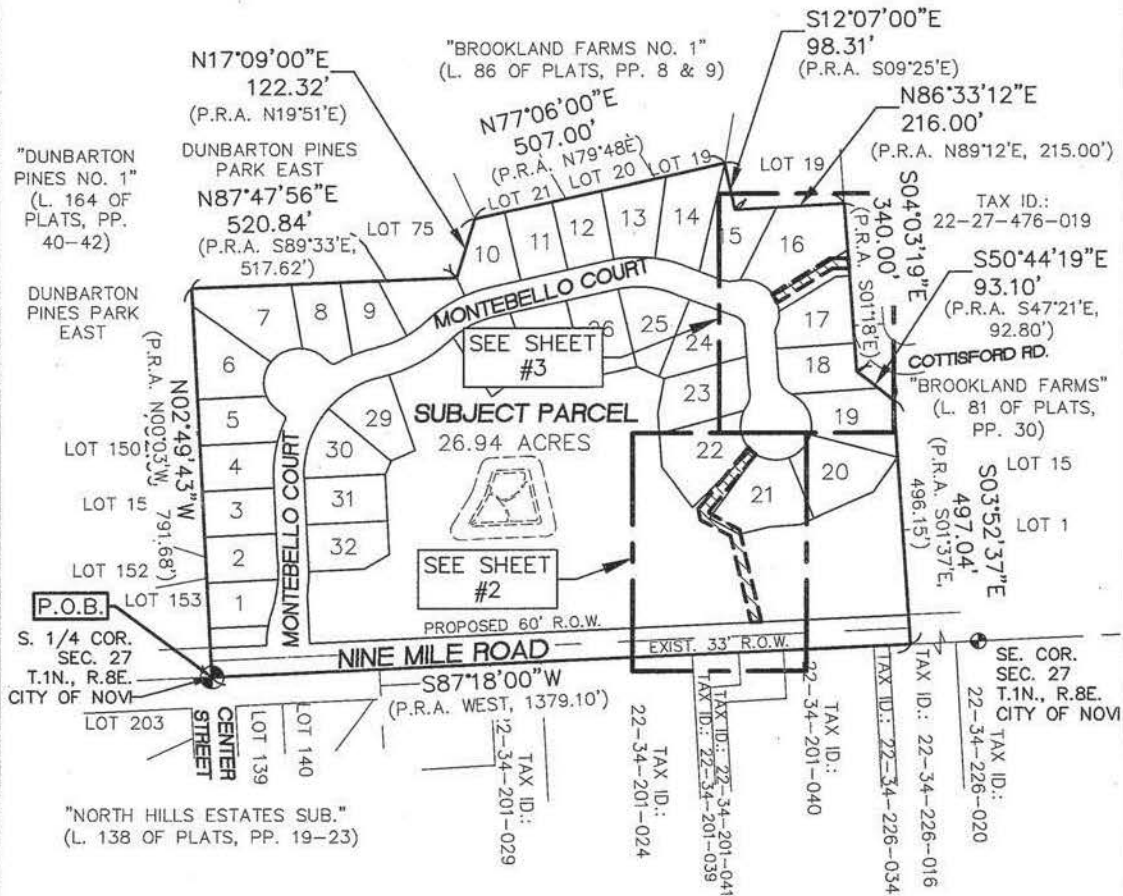 N17°09'00"E
122.32'
(P.R.A. N19°51'E)
"BROOKLAND FARMS NO. 1"
(L. 86 OF PLATS, PP. 8 & 9)
S12°07'00"E
98.31'
(P.R.A. S09°25'E)
N77°06'00"E
507.00'
(P.R.A. N79°48E)
N86°33'12"E
216.00'
(P.R.A. N89°12'E, 215.00')
"DUNBARTON
PINES NO. 1"
(L. 164 OF
PLATS, PP.
40-42)
DUNBARTON PINES
PARK EAST
N87°47'56"E
520.84'
(P.R.A. S89°33'E,
517.62')
LOT 75
LOT 21
LOT 20
LOT 19
LOT 19
S04°03'19"E
340.00'
(P.R.A. S01°18'E)
TAX ID.:
22-27-476-019
S50°44'19"E
93.10'
(P.R.A. S47°21'E,
92.80')
COTTISFORD RD.
"BROOKLAND FARMS"
(L. 81 OF PLATS,
PP. 30)
DUNBARTON
PINES PARK
EAST
10
11
12
13
14
15
16
7
8
9
MONTEBELLO COURT
26
25
24
17
18
19
6
5
4
3
2
1
SEE SHEET
#3
SUBJECT PARCEL
26.94 ACRES
23
22
21
20
29
30
31
32
MONTEBELLO COURT
N02°49'43"W
791.68')
LOT 150
LOT 15
LOT 152
LOT 153
LOT 15
LOT 1
S03°52'37"E
497.04'
(P.R.A. S01°37'E,
496.15')
SEE SHEET
#2
P.O.B.
S. 1/4 COR.
SEC. 27
T.1N., R.8E.
CITY OF NOVI
PROPOSED 60' R.O.W.
EXIST. 33' R.O.W.
NINE MILE ROAD
S87°18'00"W
(P.R.A. WEST, 1379.10')
SE. COR.
SEC. 27
T.1N., R.8E.
CITY OF NOVI
LOT 203
CENTER
STREET
LOT 139
LOT 140
TAX ID.:
22-34-201-029
TAX ID.:
22-34-201-024
TAX ID.: 22-34-201-039
TAX ID.: 22-34-201-041
TAX ID.:
22-34-201-040
TAX ID.: 22-34-226-034
TAX ID.: 22-34-226-016
TAX ID.:
22-34-226-020
"NORTH HILLS ESTATES SUB."
(L. 138 OF PLATS, PP. 19-23)